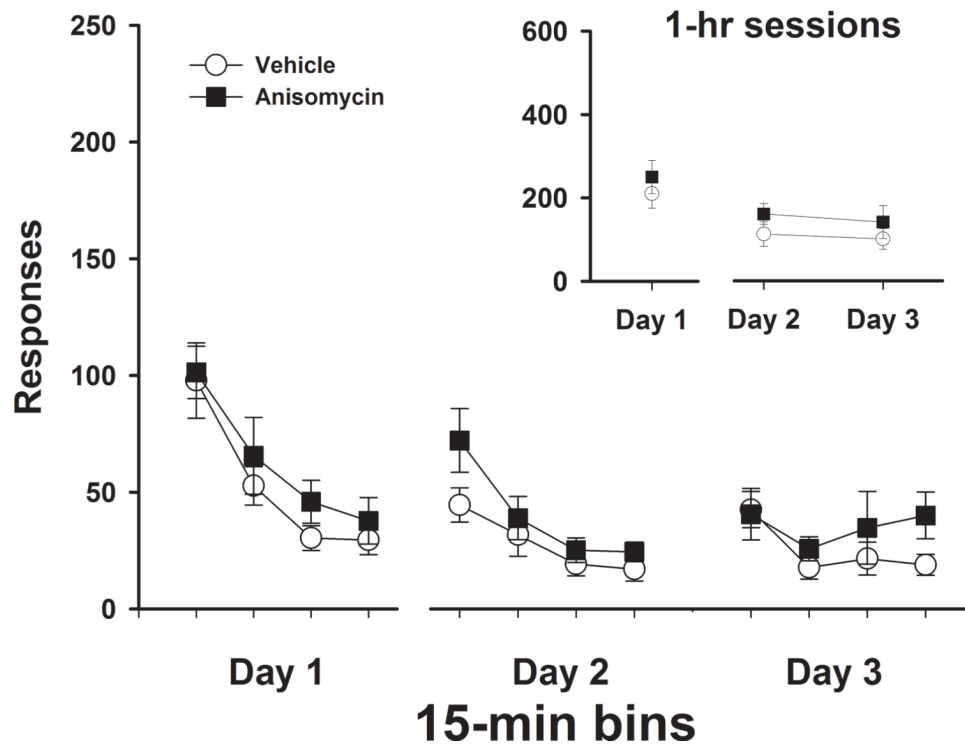 1-hr sessions
Vehicle
Anisomycin
250
200
150
100
50
0
Responses
600
400
200
0
Day 1
Day 2
Day 3
Day 1
Day 2
Day 3
15-min bins